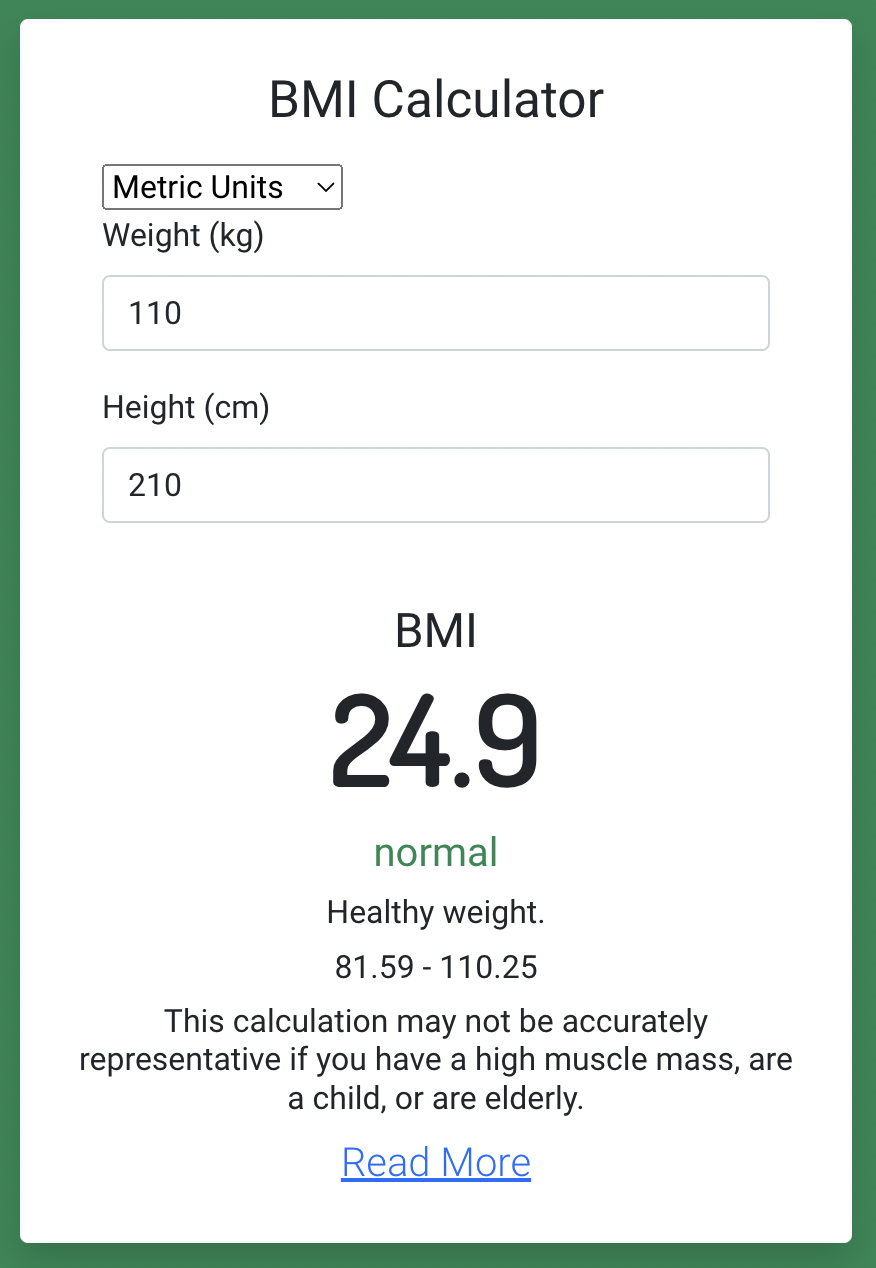 BMI Calculator
Metric Units
Weight (kg)
110
Height (cm)
210
BMI
24.9
normal
Healthy weight.
81.59 - 110.25
This calculation may not be accurately
representative if you have a high muscle mass, are
a child, or are elderly.
Read More